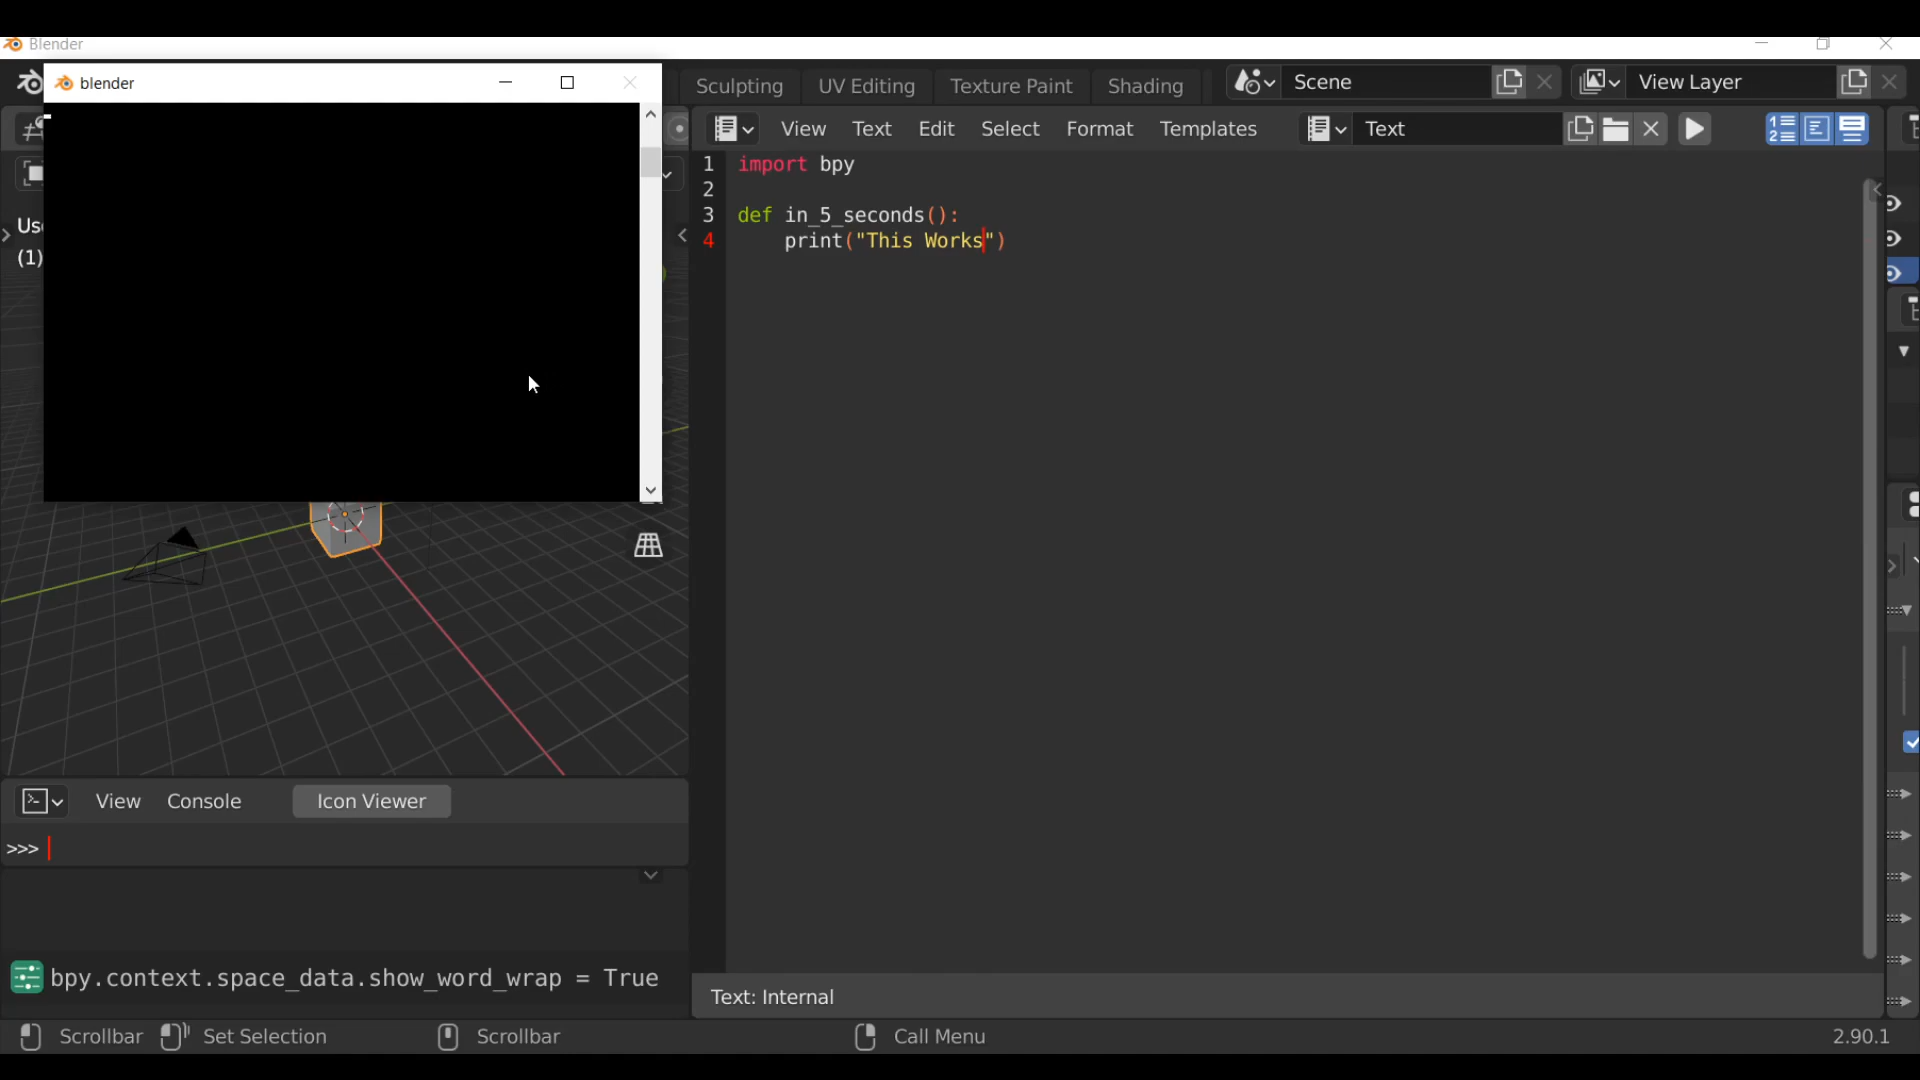 Blender
blender
Sculpting UV Editing Texture Paint Shading Scene View Layer
View Text Edit Select Format Templates Text
1 import bpy
2
3 def in_5_seconds():
4 print("This Works")
(1)
View Console Icon Viewer
>>>
bpy.context.space_data.show_word_wrap = True
Text: Internal
Scrollbar Set Selection Scrollbar Call Menu 2.90.1